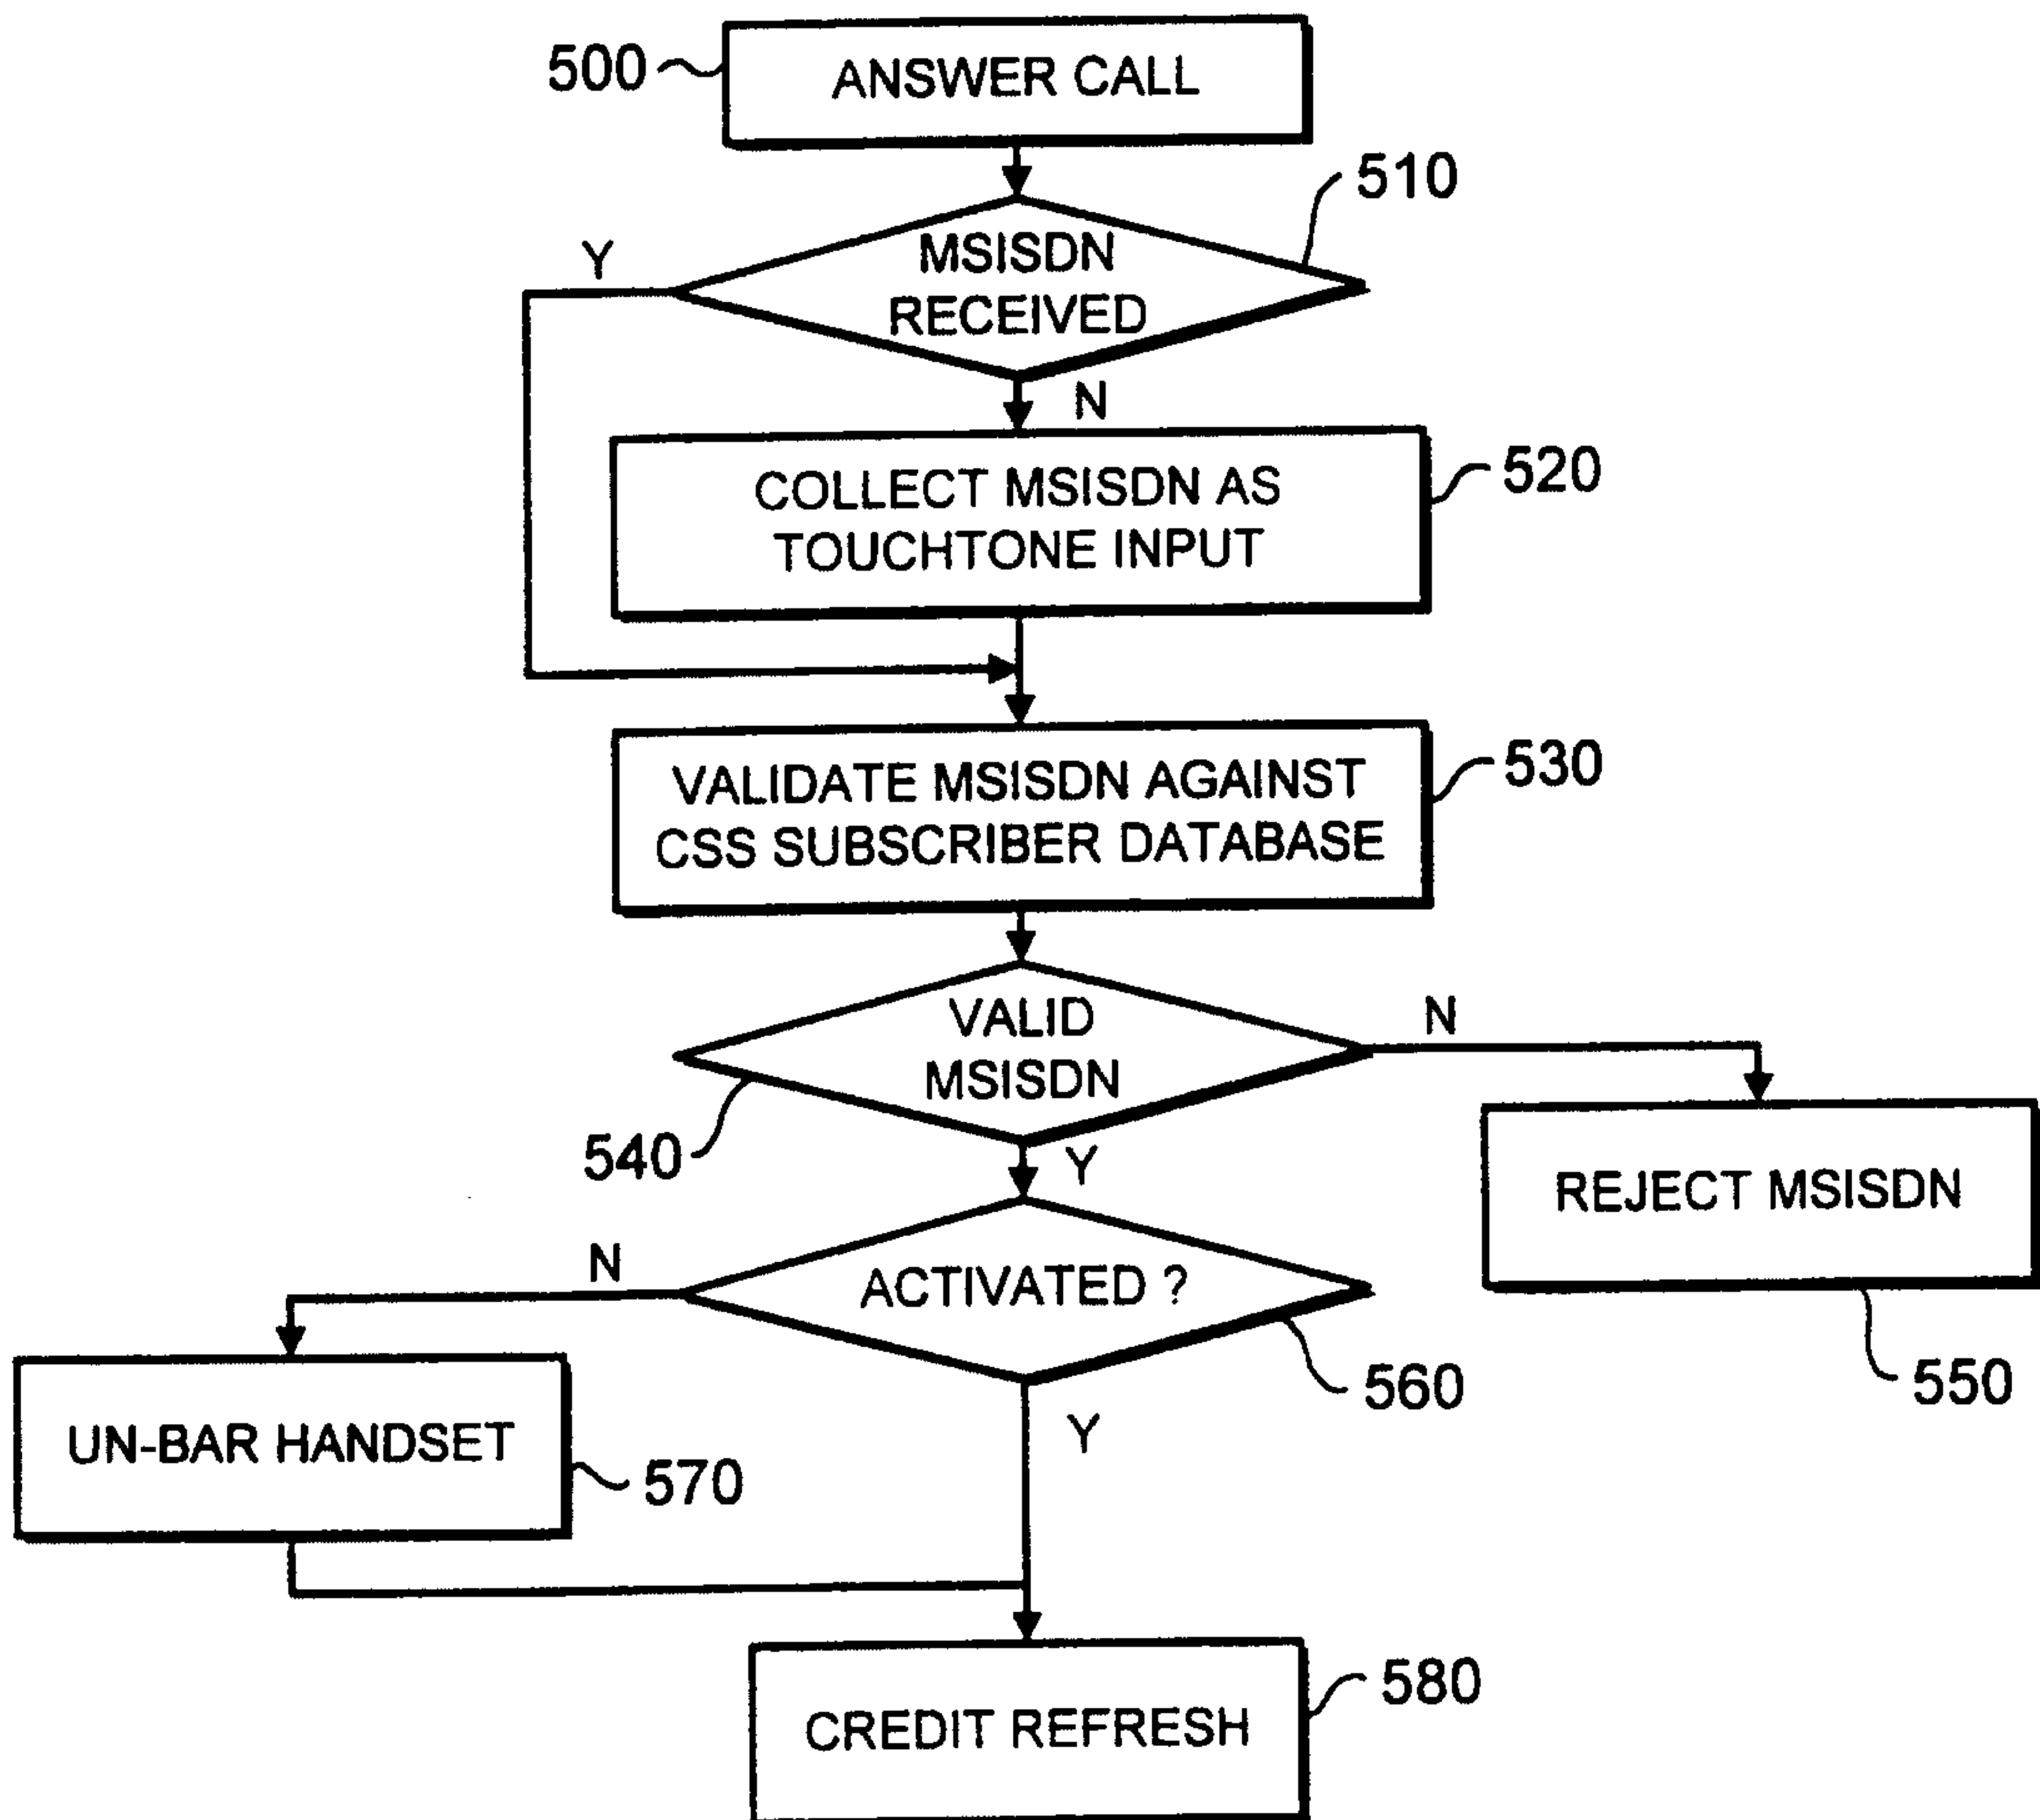 500
ANSWER CALL
510
Y
MSISDN
RECEIVED
N
COLLECT MSISDN AS
TOUCHTONE INPUT
520
VALIDATE MSISDN AGAINST
CSS SUBSCRIBER DATABASE
530
VALID
MSISDN
N
540
Y
REJECT MSISDN
550
N
ACTIVATED ?
560
Y
UN-BAR HANDSET
570
CREDIT REFRESH
580